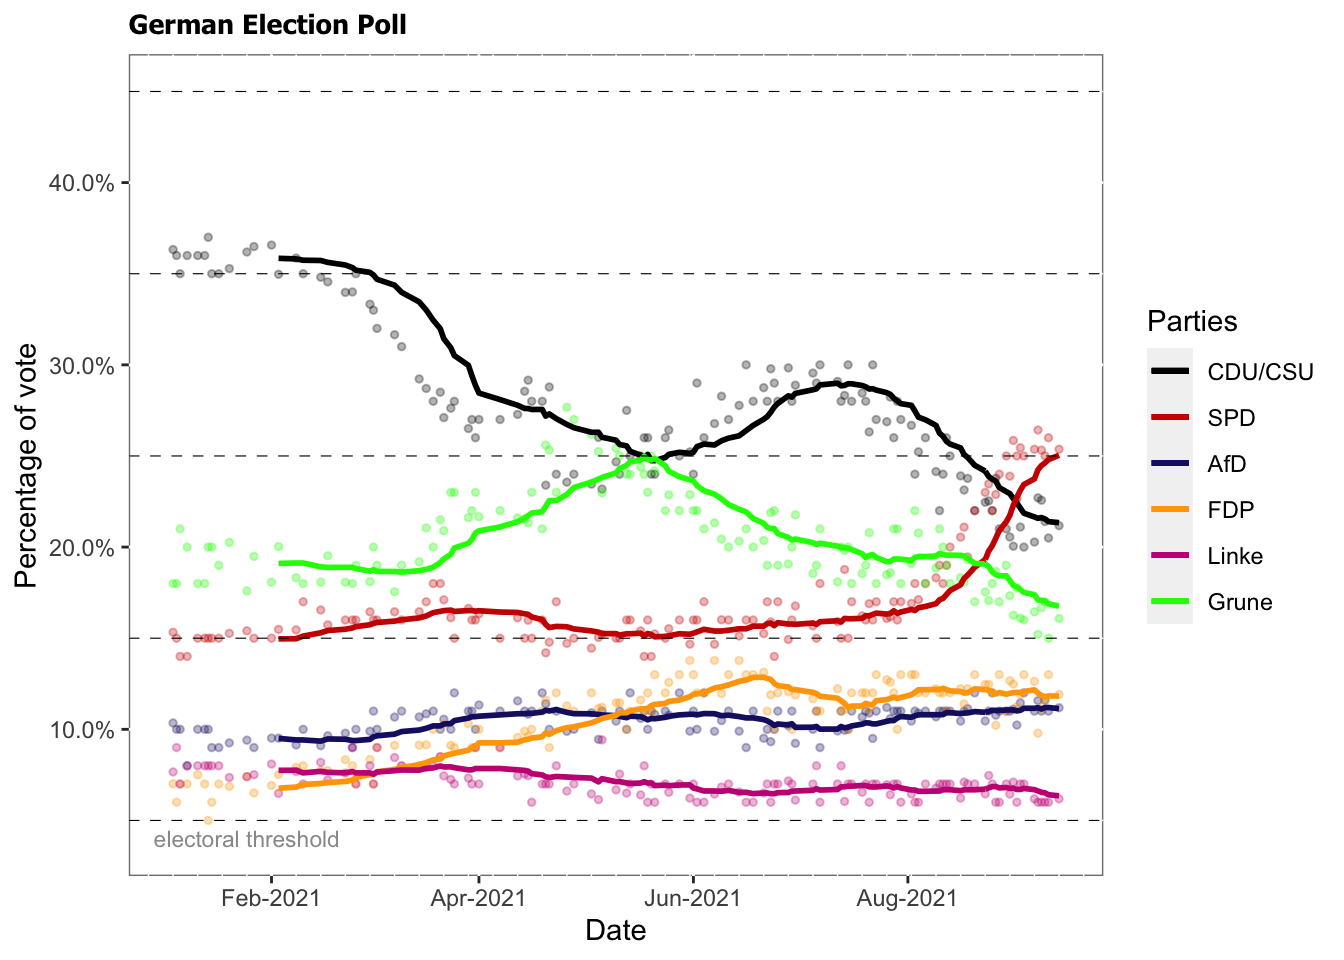 German Election Poll
40.0%
30.0%
20.0%
10.0%
Percentage of vote
electoral threshold
Feb-2021
Apr-2021
Jun-2021
Aug-2021
Date
Parties
CDU/CSU
SPD
AfD
FDP
Linke
Grune